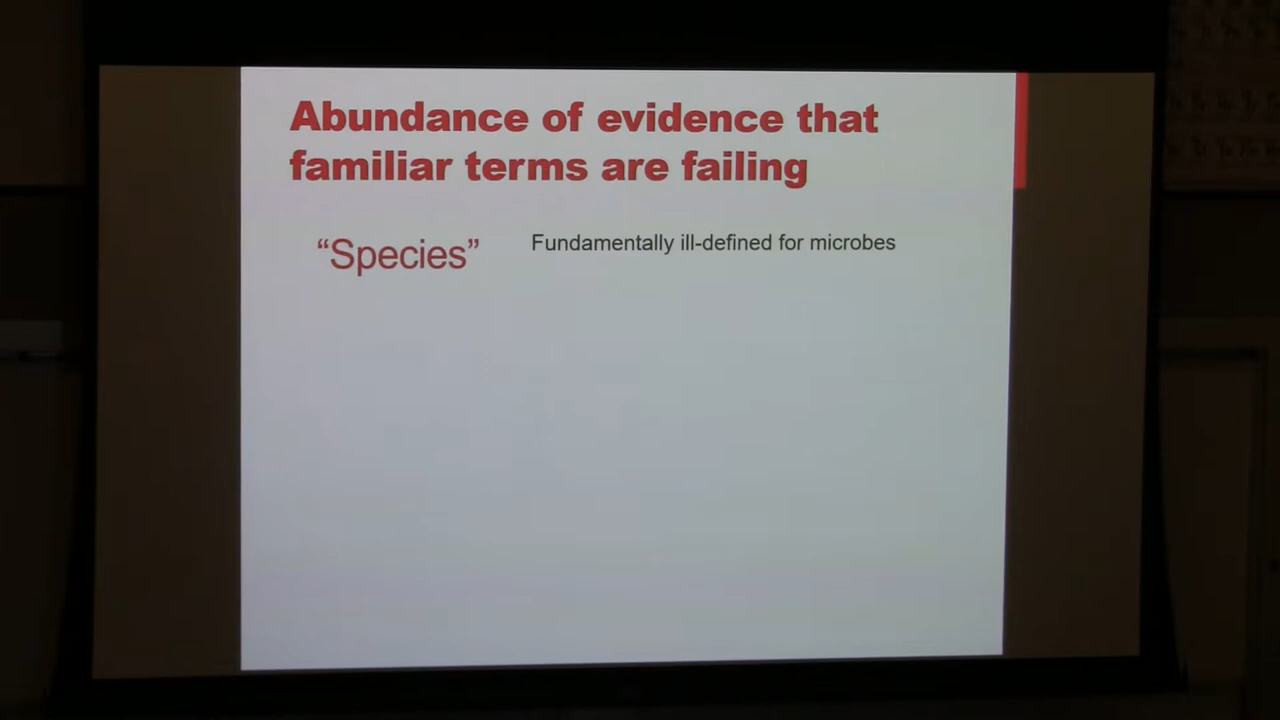 Abundance of evidence that
familiar terms are failing
“Species”
Fundamentally ill-defined for microbes